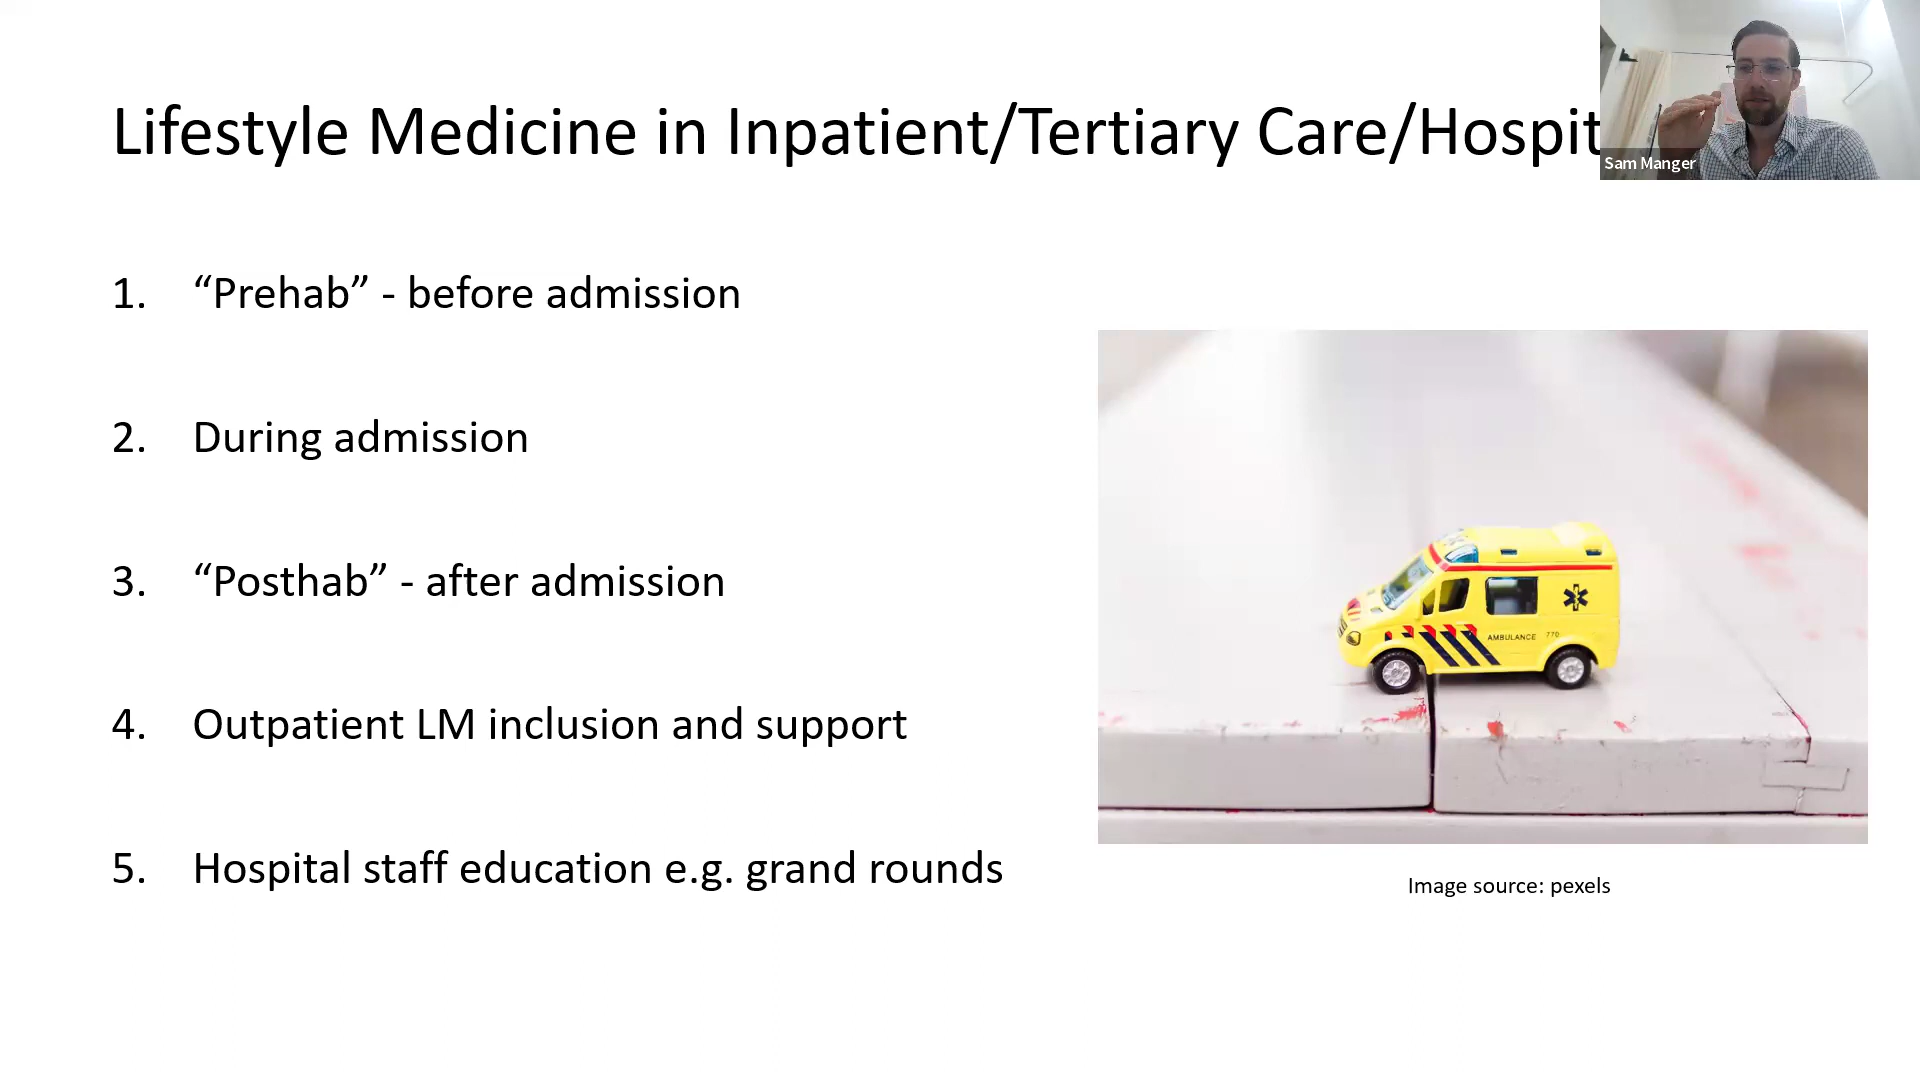 Lifestyle Medicine in Inpatient/Tertiary Care/Hospit
Sam Manger
1. “Prehab” - before admission
2. During admission
3. “Posthab” - after admission
4. Outpatient LM inclusion and support
5. Hospital staff education e.g. grand rounds
AMBULANCE 770
Image source: pexels